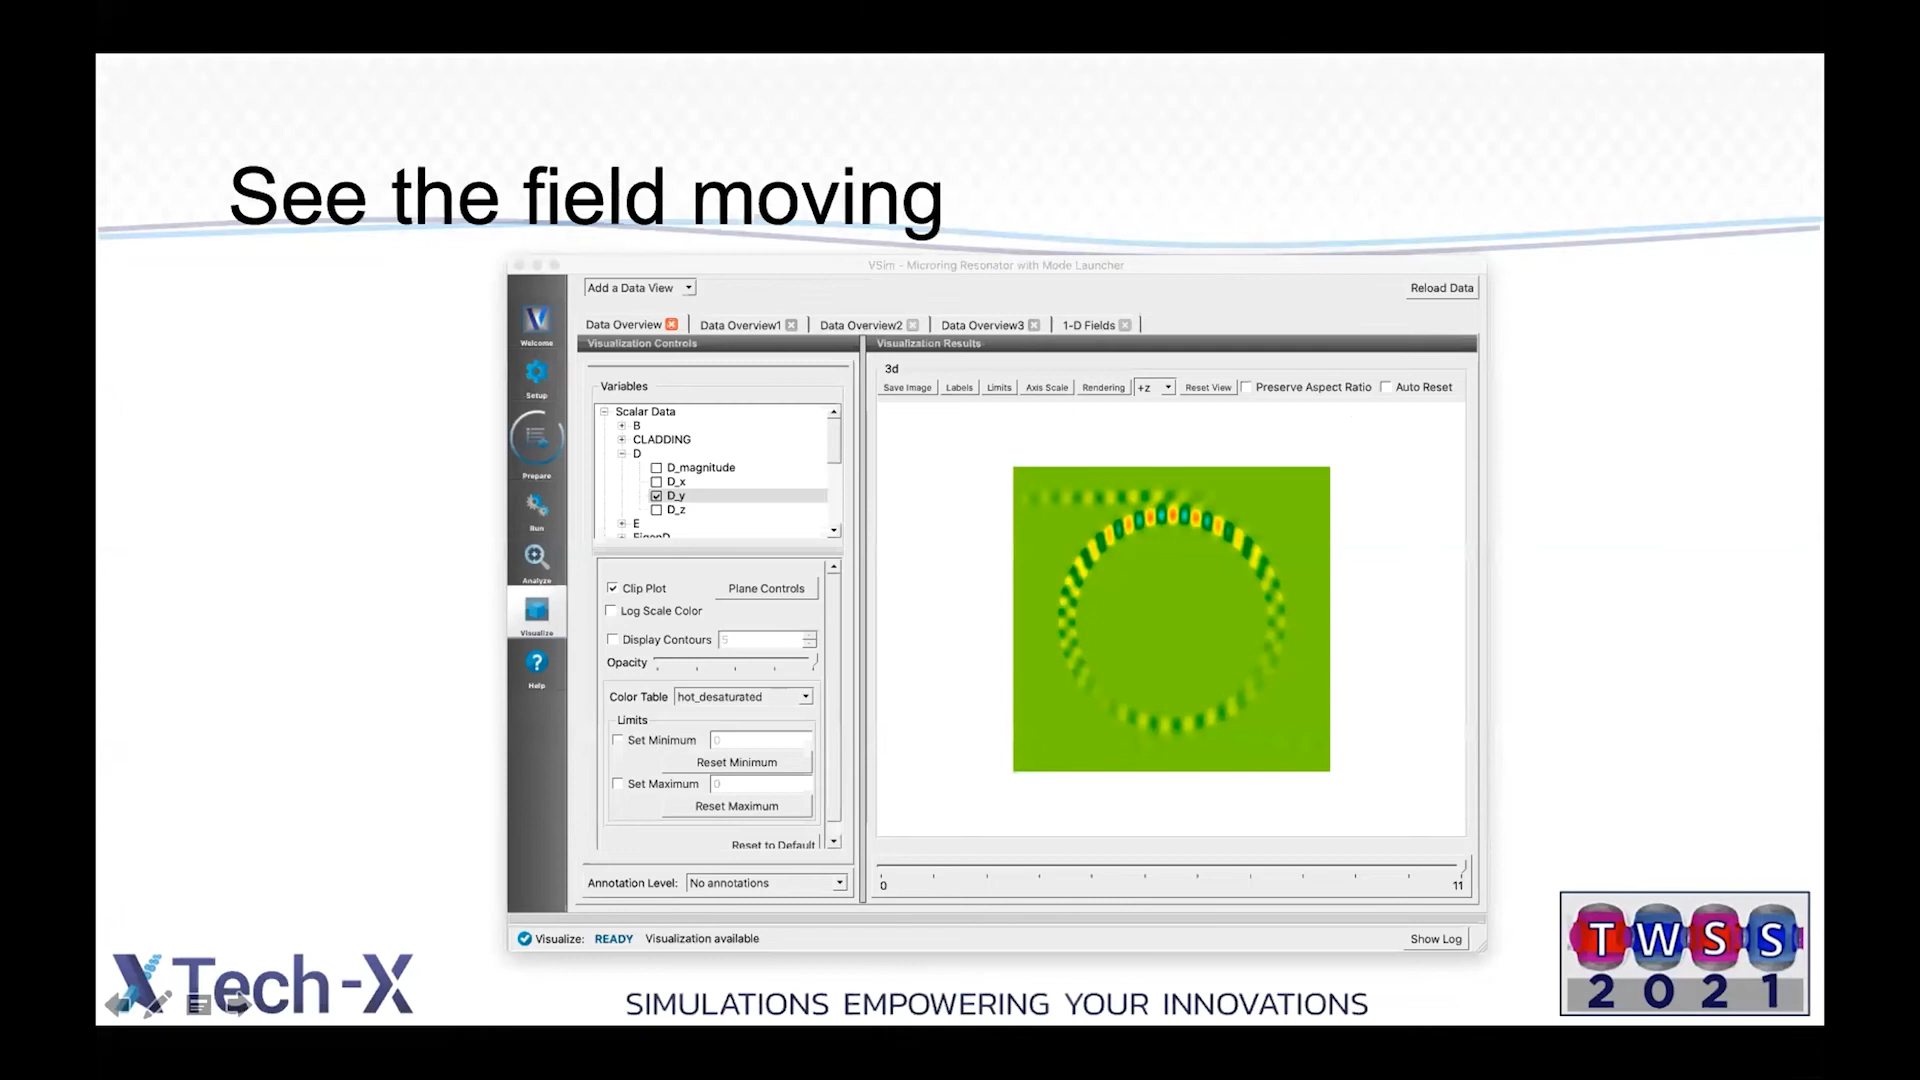 See the field moving
VSim - Microring Resonator with Mode Launcher
Add a Data View
Reload Data
Data Overview
Data Overview1
Data Overview2
Data Overview3
1-D Fields
Welcome
Setup
Prepare
Run
Analyze
Visualize
Help
Visualization Controls
Variables
Scalar Data
B
CLADDING
D
D_magnitude
D_x
D_y
D_z
E
EigenD
Clip Plot
Plane Controls
Log Scale Color
Display Contours 5
Opacity
Color Table hot_desaturated
Limits
Set Minimum 0
Reset Minimum
Set Maximum 0
Reset Maximum
Reset to Default
Annotation Level: No annotations
Visualization Results
3d
Save Image Labels Limits Axis Scale Rendering +z Reset View Preserve Aspect Ratio Auto Reset
0 11
Visualize: READY Visualization available
Show Log
Tech-X
SIMULATIONS EMPOWERING YOUR INNOVATIONS
TWSS
2021